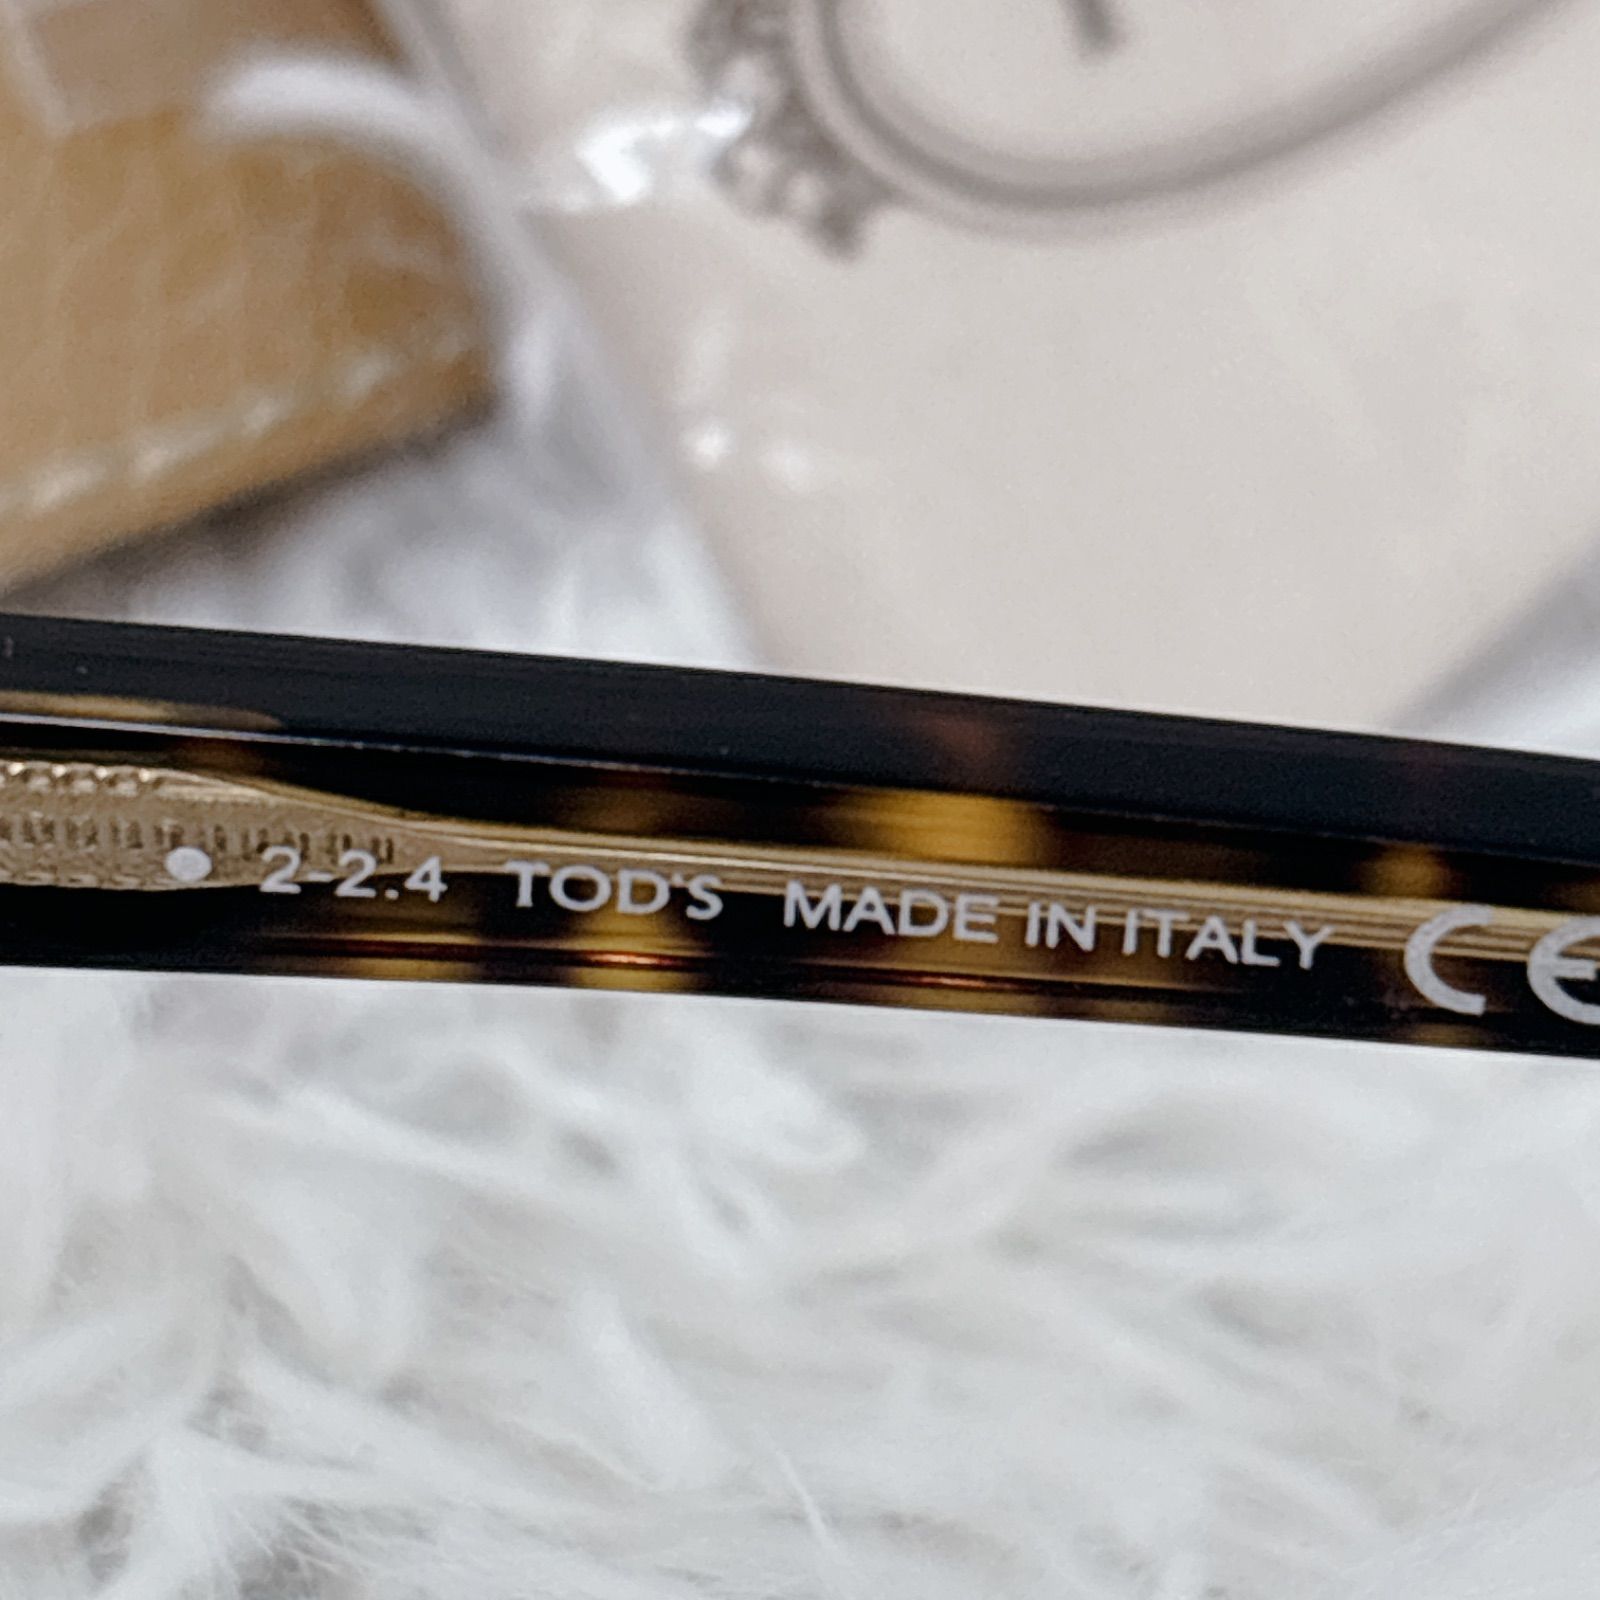 ● 2-2.4 TOD'S MADE IN ITALY CE